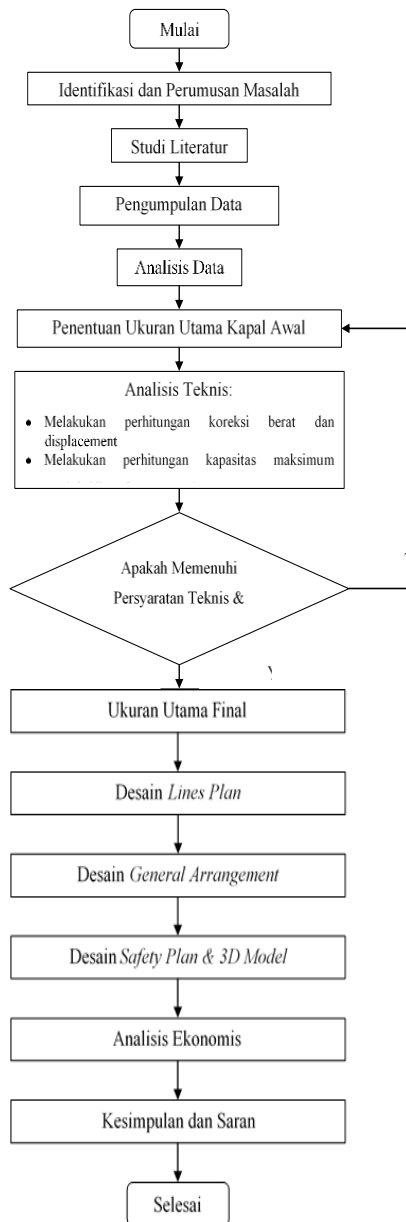 Mulai
Identifikasi dan Perumusan Masalah
Studi Literatur
Pengumpulan Data
Analisis Data
Penentuan Ukuran Utama Kapal Awal
Analisis Teknis:
• Melakukan perhitungan koreksi berat dan
displacement
• Melakukan perhitungan kapasitas maksimum
Apakah Memenuhi
Persyaratan Teknis &
Ukuran Utama Final
Desain Lines Plan
Desain General Arrangement
Desain Safety Plan & 3D Model
Analisis Ekonomis
Kesimpulan dan Saran
Selesai